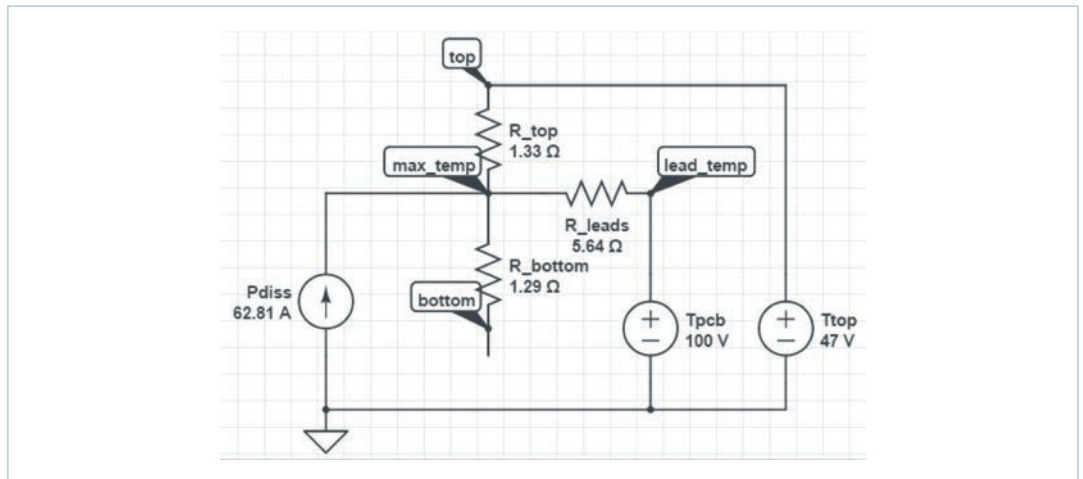 top
R_top
1.33 Ω
max_temp
lead_temp
R_leads
5.64 Ω
R_bottom
1.29 Ω
bottom
Pdiss
62.81 A
Tpcb
100 V
Ttop
47 V